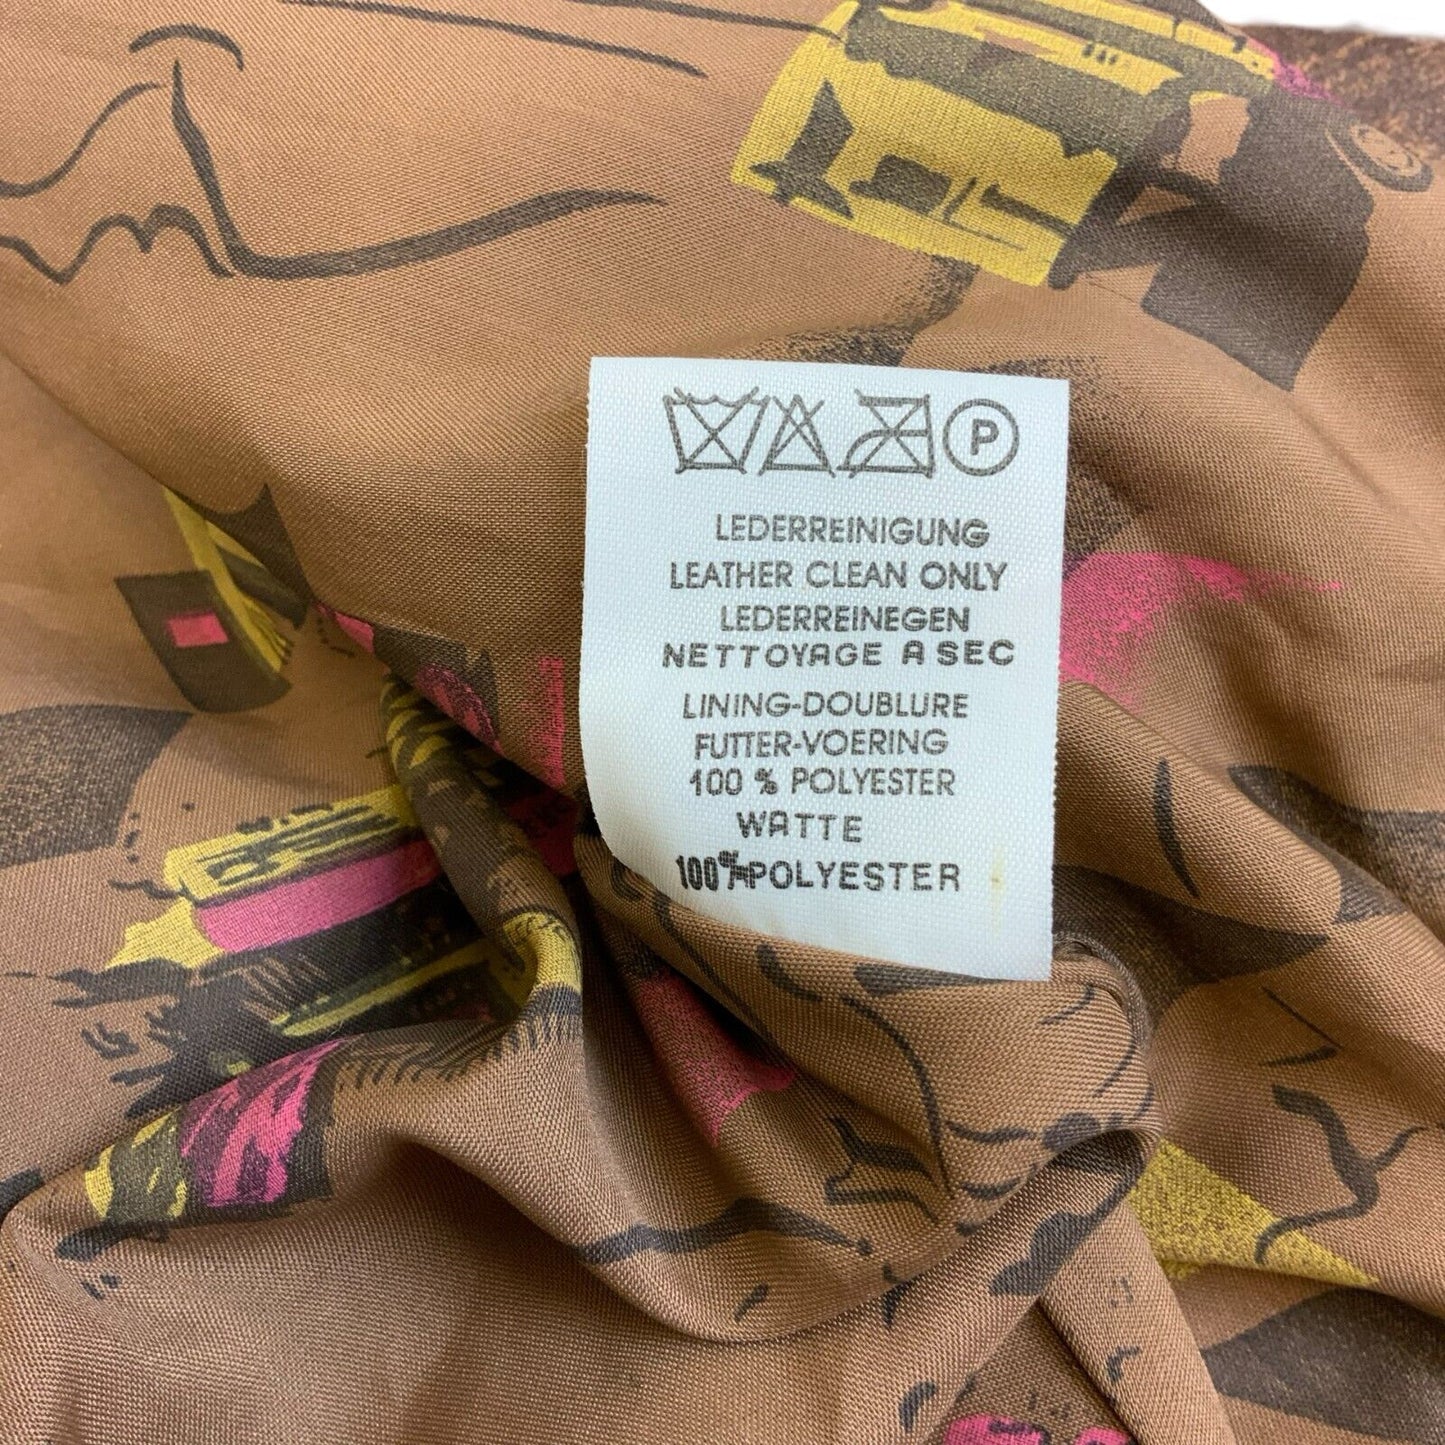 P
LEDERREINIGUNG
LEATHER CLEAN ONLY
LEDERREINEGEN
NETTOYAGE A SEC
LINING-DOUBLURE
FUTTER-VOERING
100 % POLYESTER
WATTE
100% POLYESTER